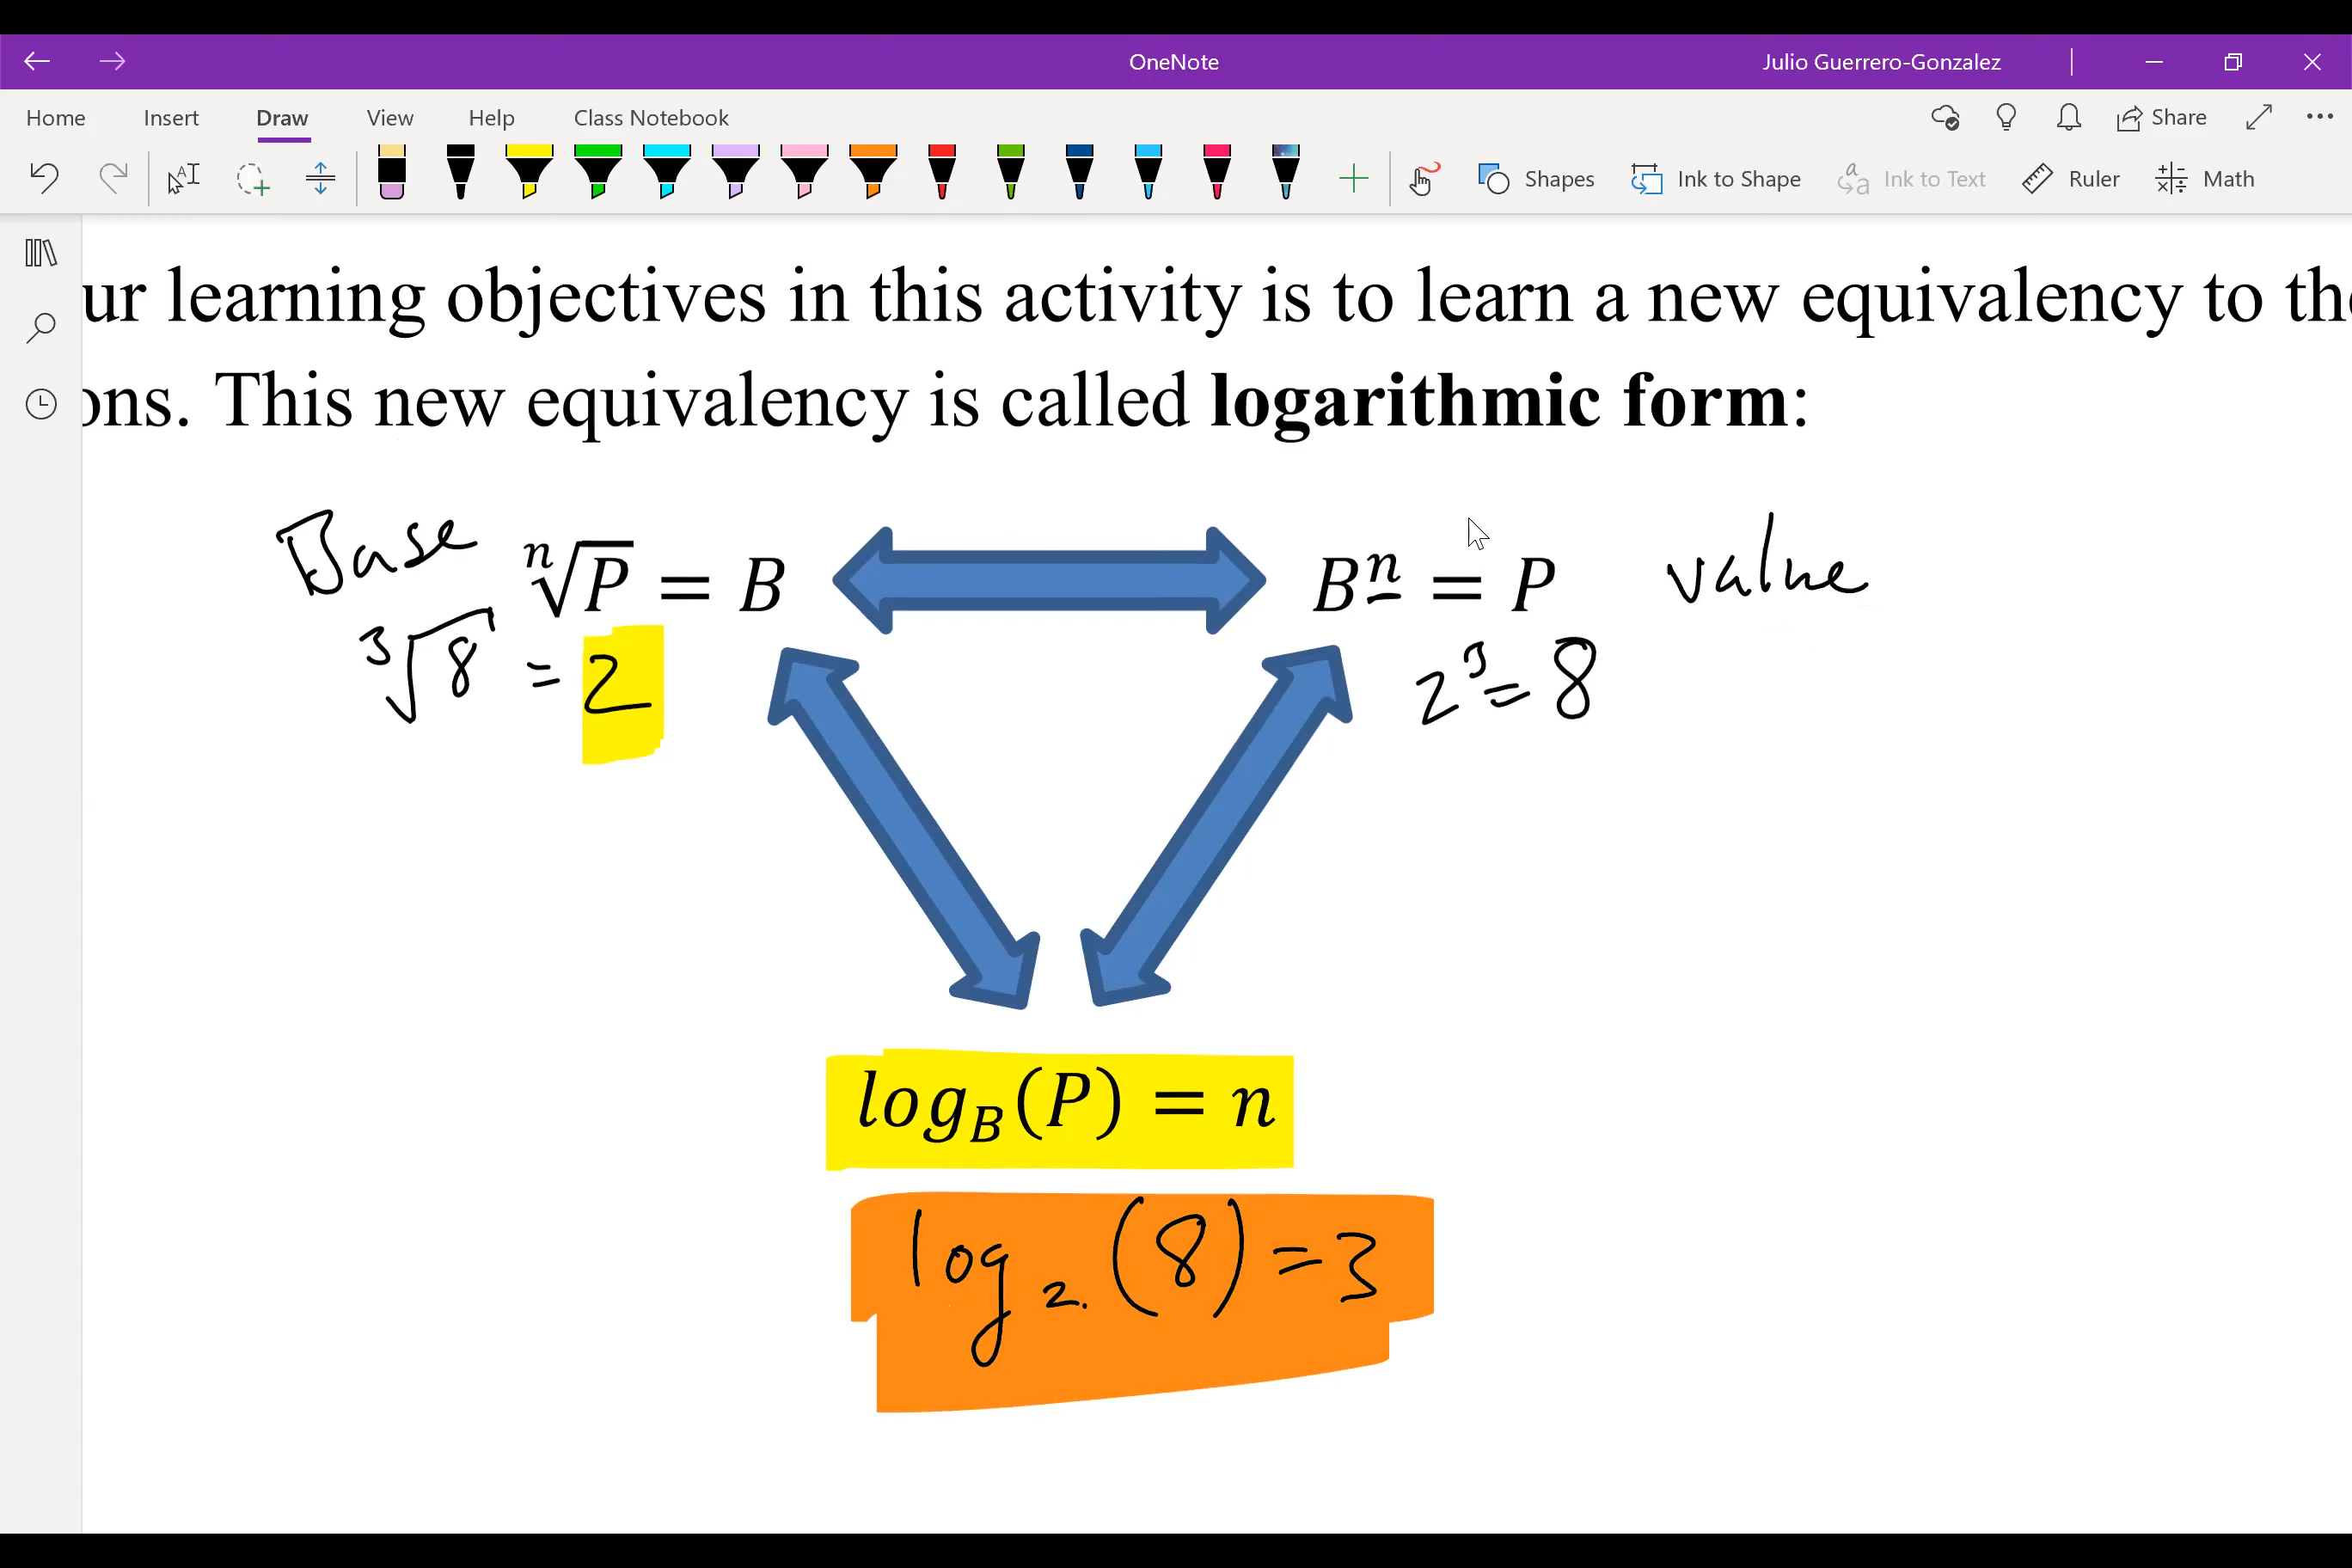 OneNote
Julio Guerrero-Gonzalez
Home Insert Draw View Help Class Notebook Share
Shapes Ink to Shape Ink to Text Ruler Math
ur learning objectives in this activity is to learn a new equivalency to the
ons. This new equivalency is called logarithmic form:
Base ⁿ√P = B Bⁿ = P value
³√8 = 2 2³ = 8
log_B(P) = n
log₂.(8) = 3